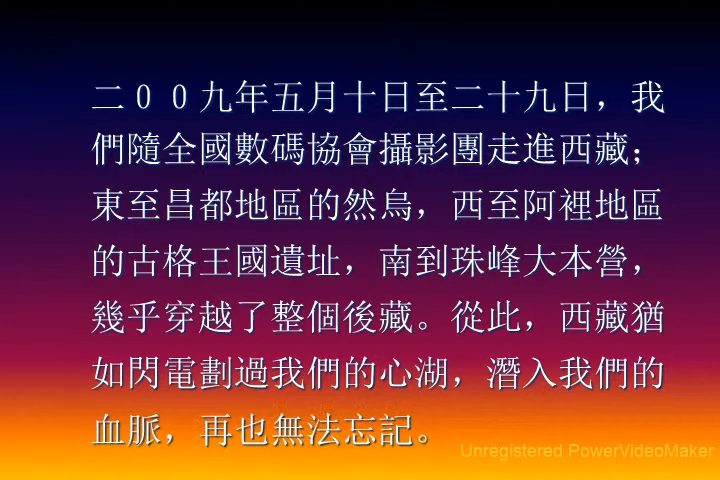 二００九年五月十日至二十九日，我
們隨全國數碼協會攝影團走進西藏；
東至昌都地區的然烏，西至阿裡地區
的古格王國遺址，南到珠峰大本營，
幾乎穿越了整個後藏。從此，西藏猶
如閃電劃過我們的心湖，潛入我們的
血脈，再也無法忘記。
Unregistered PowerVideoMaker